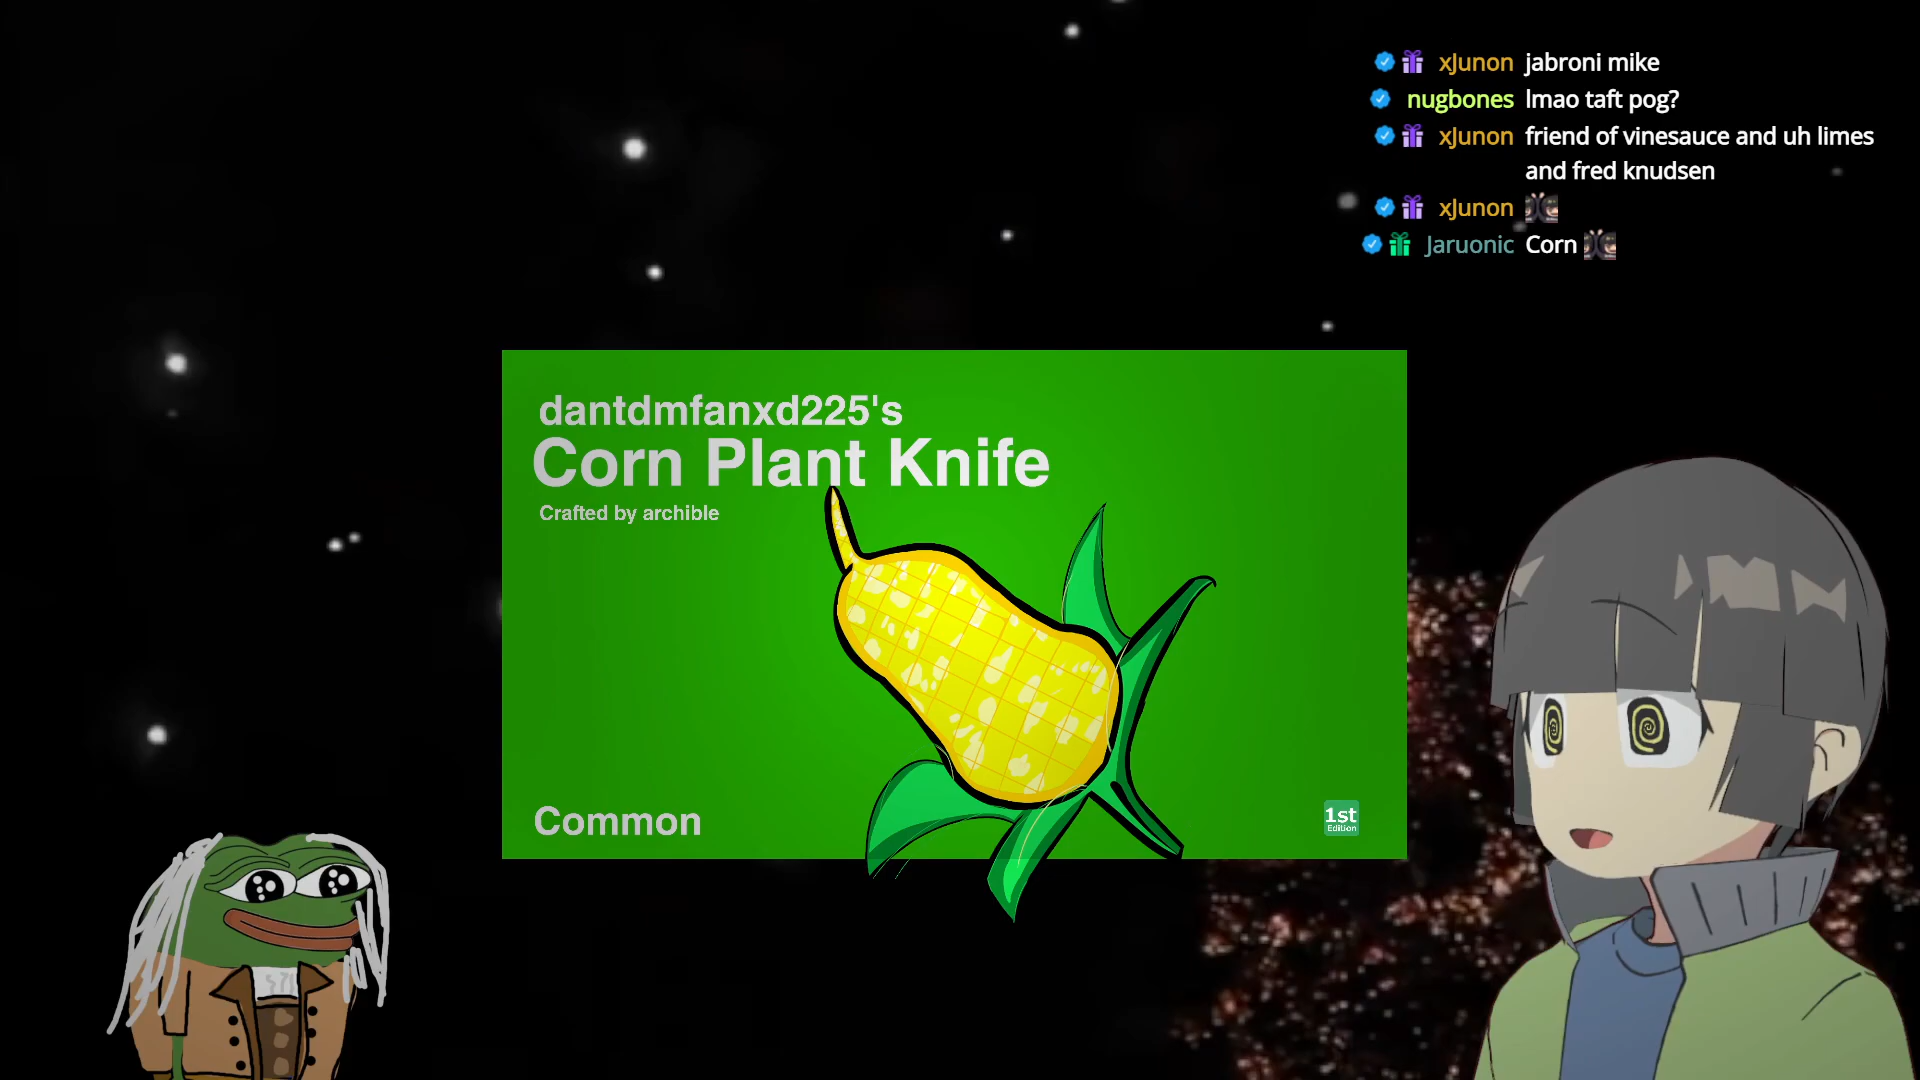 xJunon jabroni mike
nugbones lmao taft pog?
xJunon friend of vinesauce and uh limes
and fred knudsen
xJunon
Jaruonic Corn
dantdmfanxd225's
Corn Plant Knife
Crafted by archible
Common
1st
Edition